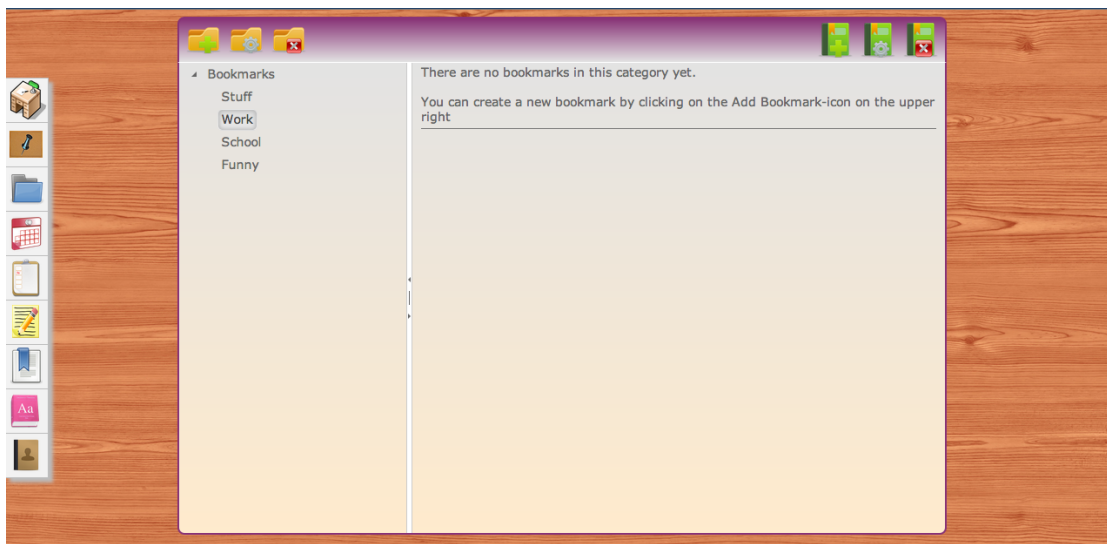 Bookmarks
Stuff
Work
School
Funny
There are no bookmarks in this category yet.
You can create a new bookmark by clicking on the Add Bookmark-icon on the upper
right
Aa